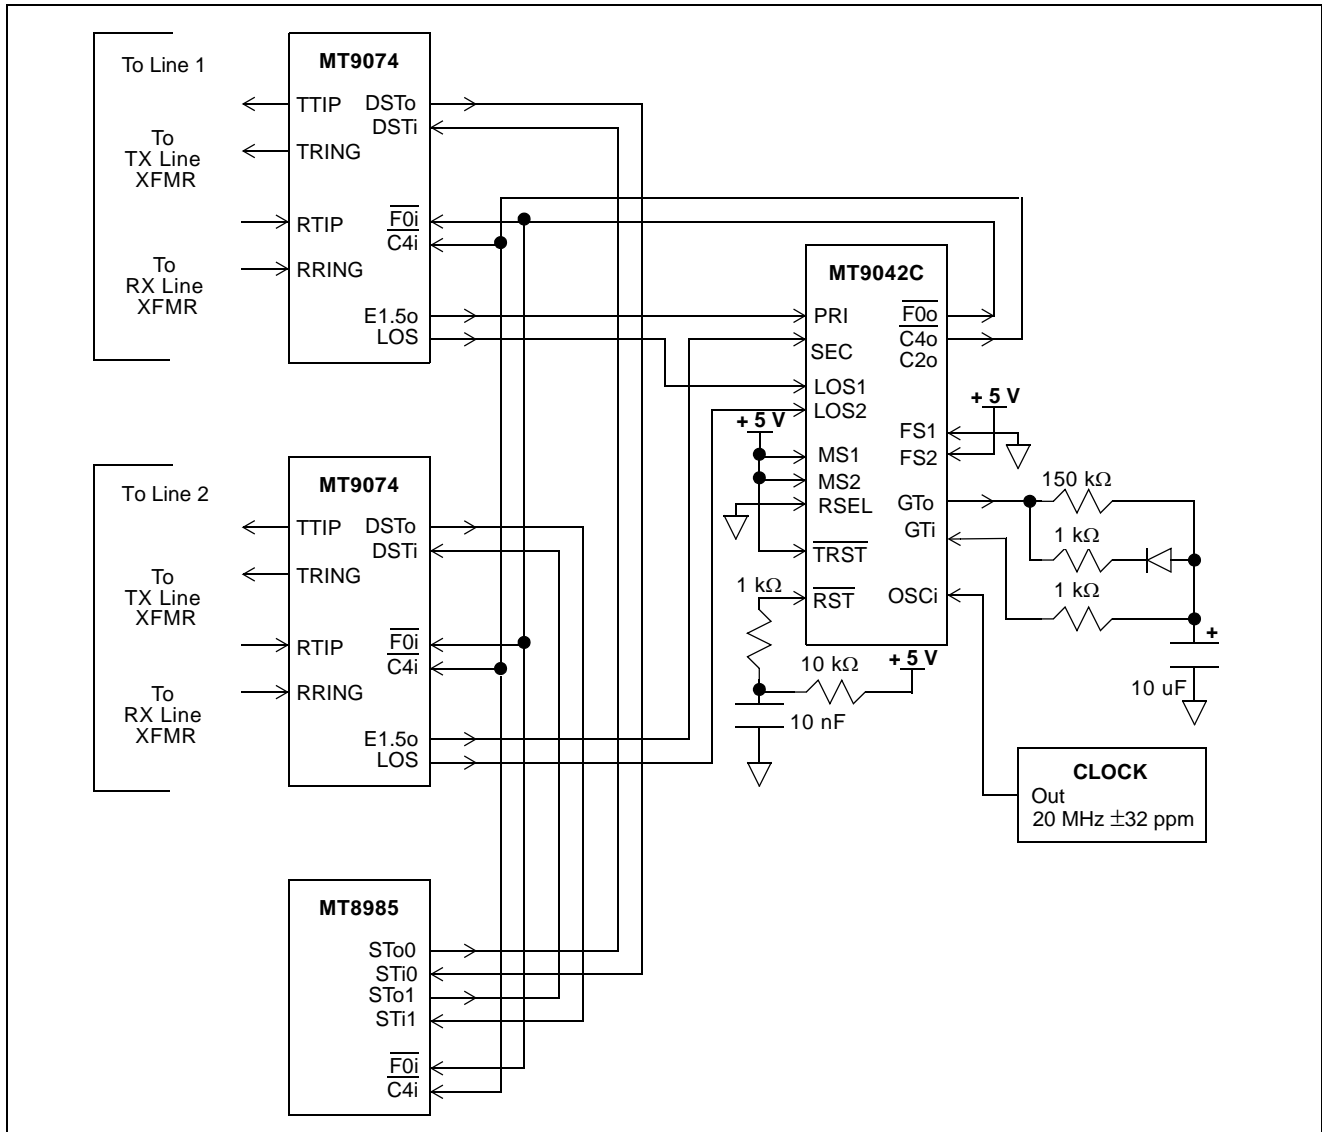 To Line 1
To
TX Line
XFMR
To
RX Line
XFMR
MT9074
TTIP
TRING
RTIP
RRING
DSTo
DSTi
F0i
C4i
E1.5o
LOS
MT9042C
PRI
SEC
LOS1
LOS2
MS1
MS2
RSEL
TRST
RST
F0o
C4o
C2o
FS1
FS2
GTo
GTi
OSCi
+ 5 V
+ 5 V
150 kΩ
1 kΩ
1 kΩ
+
10 uF
1 kΩ
10 kΩ
+ 5 V
10 nF
CLOCK
Out
20 MHz ±32 ppm
To Line 2
To
TX Line
XFMR
To
RX Line
XFMR
MT9074
TTIP
TRING
RTIP
RRING
DSTo
DSTi
F0i
C4i
E1.5o
LOS
MT8985
STo0
STi0
STo1
STi1
F0i
C4i